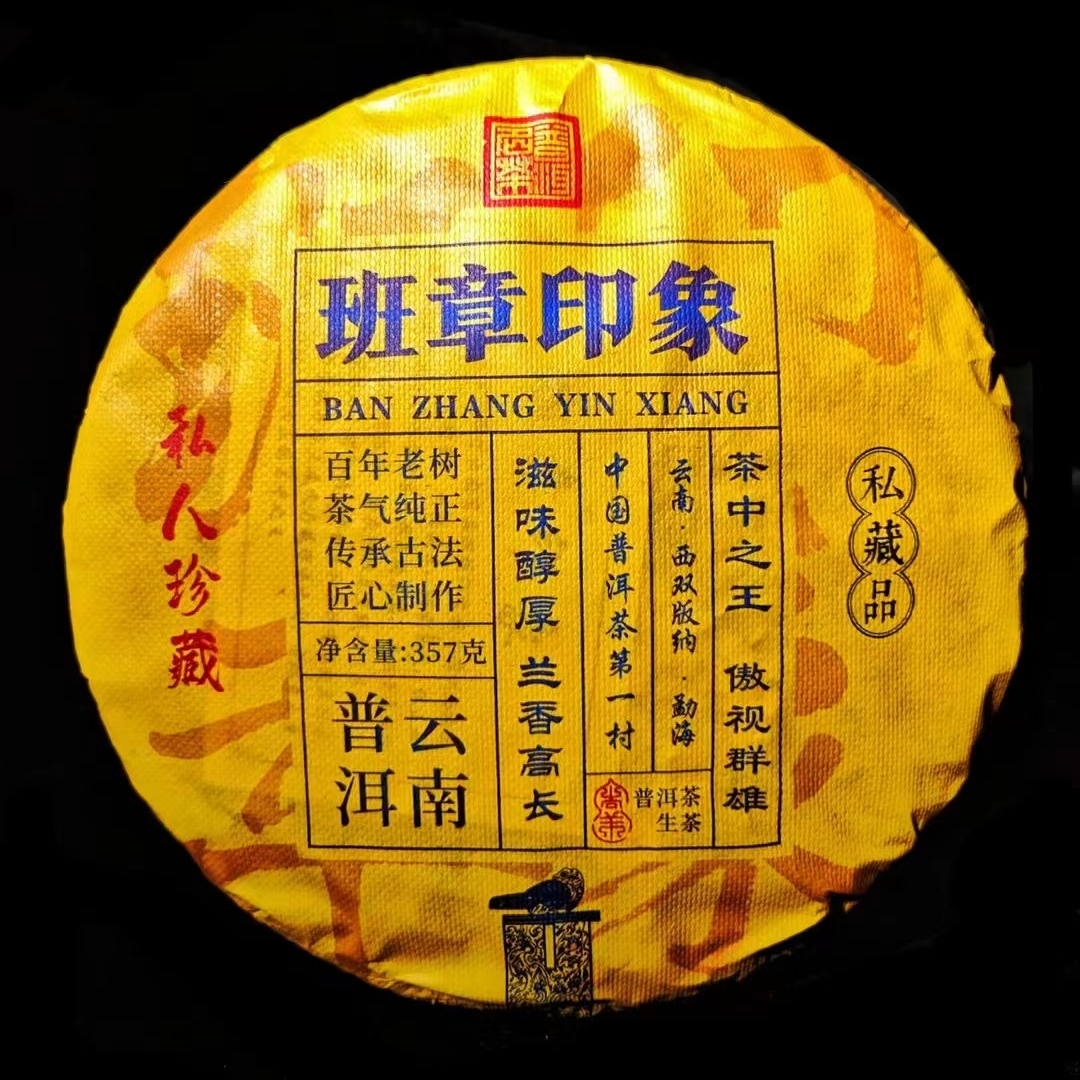 普洱
贡茶
班章印象
BAN ZHANG YIN XIANG
百年老树
茶气纯正
传承古法
匠心制作
净含量:357克
云南
普洱
滋味醇厚 兰香高长
中国普洱茶第一村
云南·西双版纳·勐海
普洱茶
生茶
茶中之王 傲视群雄
私人珍藏
私藏品